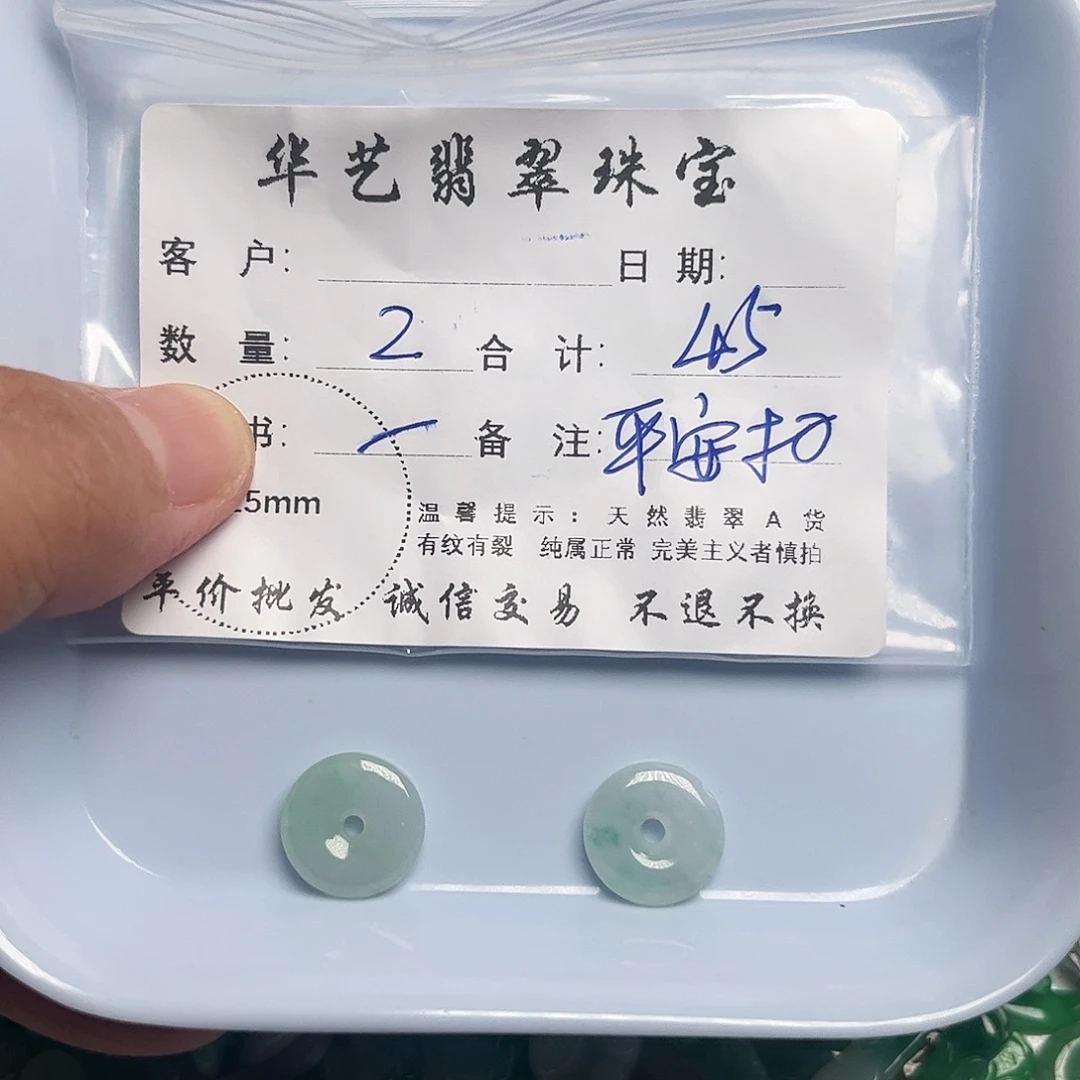 华艺翡翠珠宝
客 户: 日 期:
数 量: 2 合 计: 45
书: 一 备 注: 平安扣
5mm
温馨提示:天然翡翠A货
有纹有裂 纯属正常 完美主义者慎拍
平价批发 诚信交易 不退不换